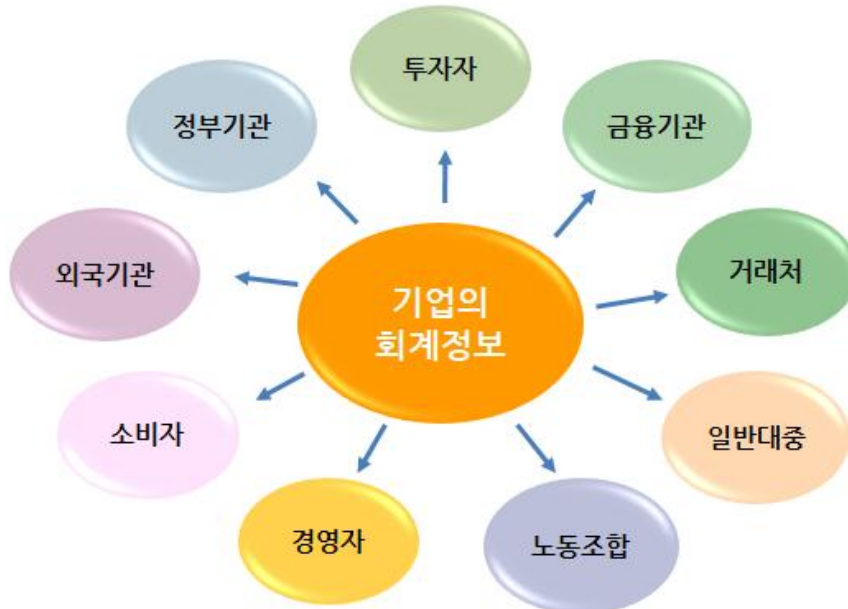 투자자
정부기관
금융기관
외국기관
거래처
기업의
회계정보
소비자
일반대중
경영자
노동조합